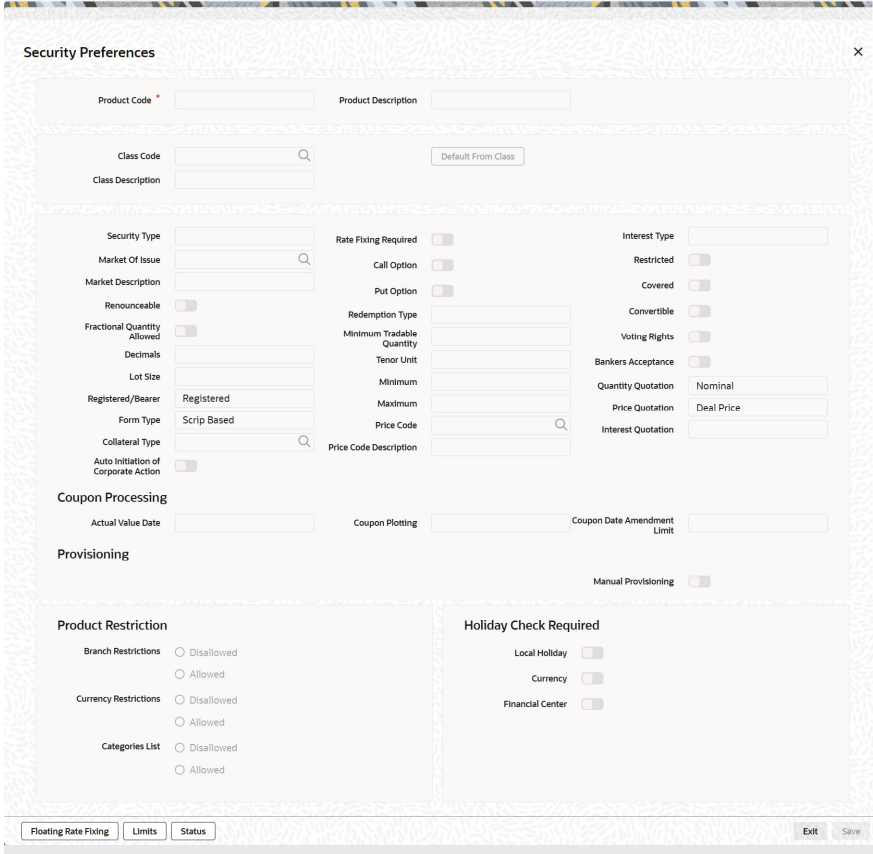 Security Preferences
Product Code *
Product Description
Class Code
Default From Class
Class Description
Security Type
Market Of Issue
Market Description
Renounceable
Fractional Quantity
Allowed
Decimals
Lot Size
Registered/Bearer Registered
Form Type Scrip Based
Collateral Type
Auto Initiation of
Corporate Action
Rate Fixing Required
Call Option
Put Option
Redemption Type
Minimum Tradable
Quantity
Tenor Unit
Minimum
Maximum
Price Code
Price Code Description
Interest Type
Restricted
Covered
Convertible
Voting Rights
Bankers Acceptance
Quantity Quotation Nominal
Price Quotation Deal Price
Interest Quotation
Coupon Processing
Actual Value Date
Coupon Plotting
Coupon Date Amendment
Limit
Provisioning
Manual Provisioning
Product Restriction
Branch Restrictions Disallowed
Allowed
Currency Restrictions Disallowed
Allowed
Categories List Disallowed
Allowed
Holiday Check Required
Local Holiday
Currency
Financial Center
Floating Rate Fixing Limits Status Exit Save